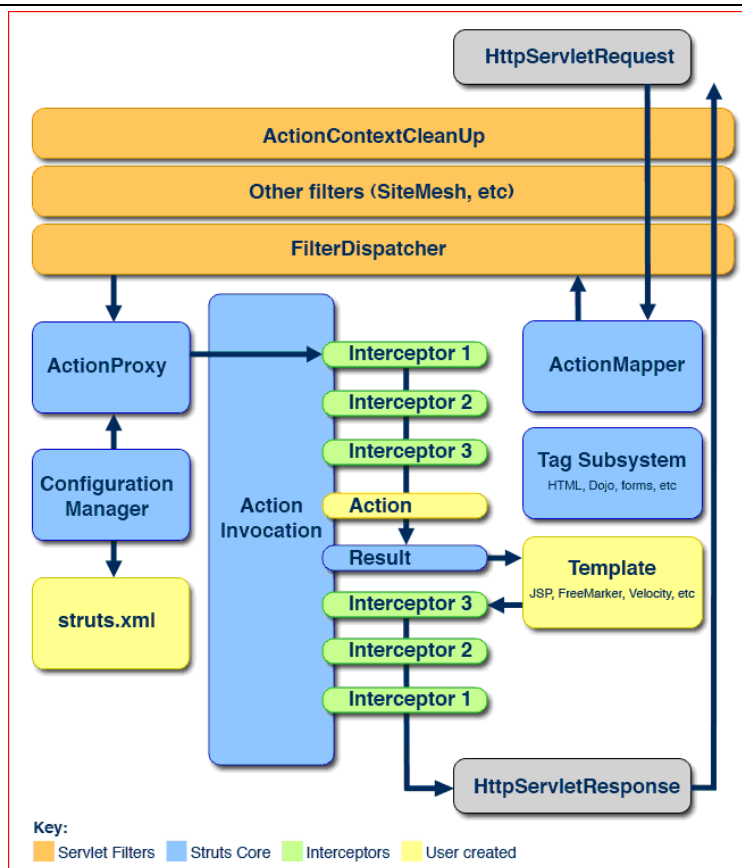 HttpServletRequest
ActionContextCleanUp
Other filters (SiteMesh, etc)
FilterDispatcher
ActionProxy
Interceptor 1
ActionMapper
Interceptor 2
Interceptor 3
Tag Subsystem
HTML, Dojo, forms, etc
Configuration
Manager
Action
Invocation
Action
Result
Template
JSP, FreeMarker, Velocity, etc
struts.xml
Interceptor 3
Interceptor 2
Interceptor 1
HttpServletResponse
Key:
Servlet Filters
Struts Core
Interceptors
User created